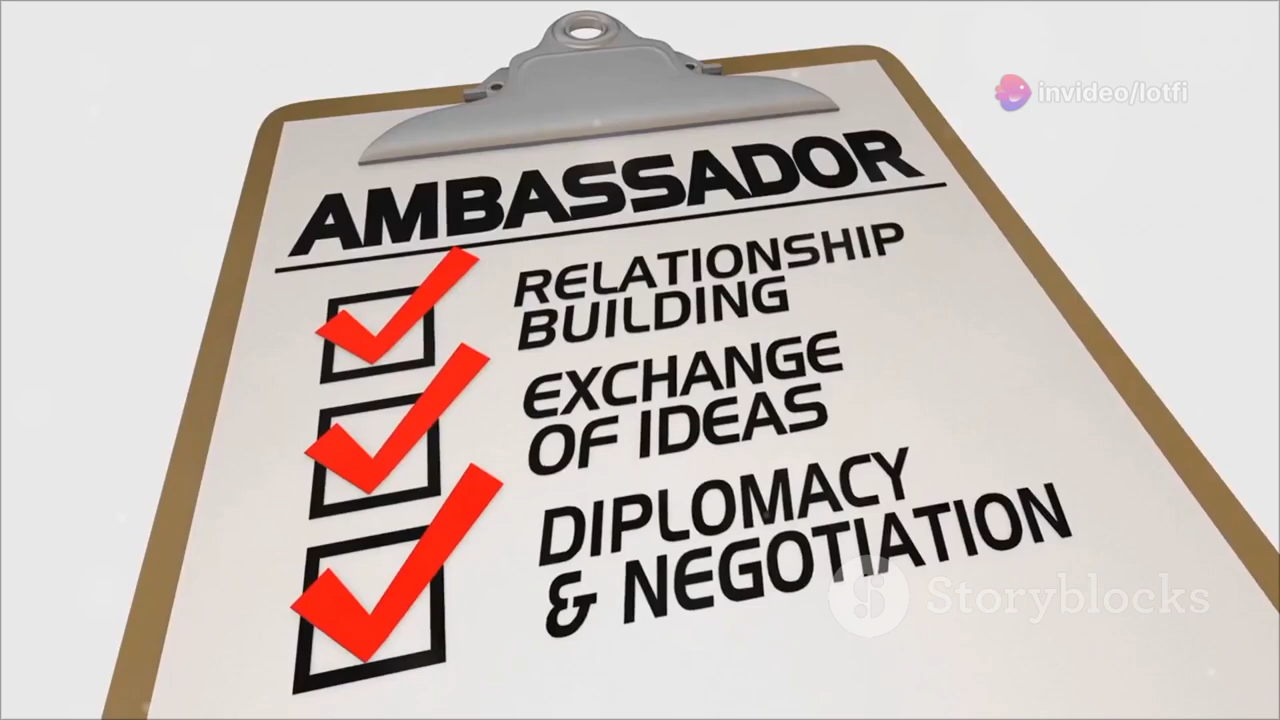 invideo/lotfi
AMBASSADOR
RELATIONSHIP
BUILDING
EXCHANGE
OF IDEAS
DIPLOMACY
& NEGOTIATION
Storyblocks